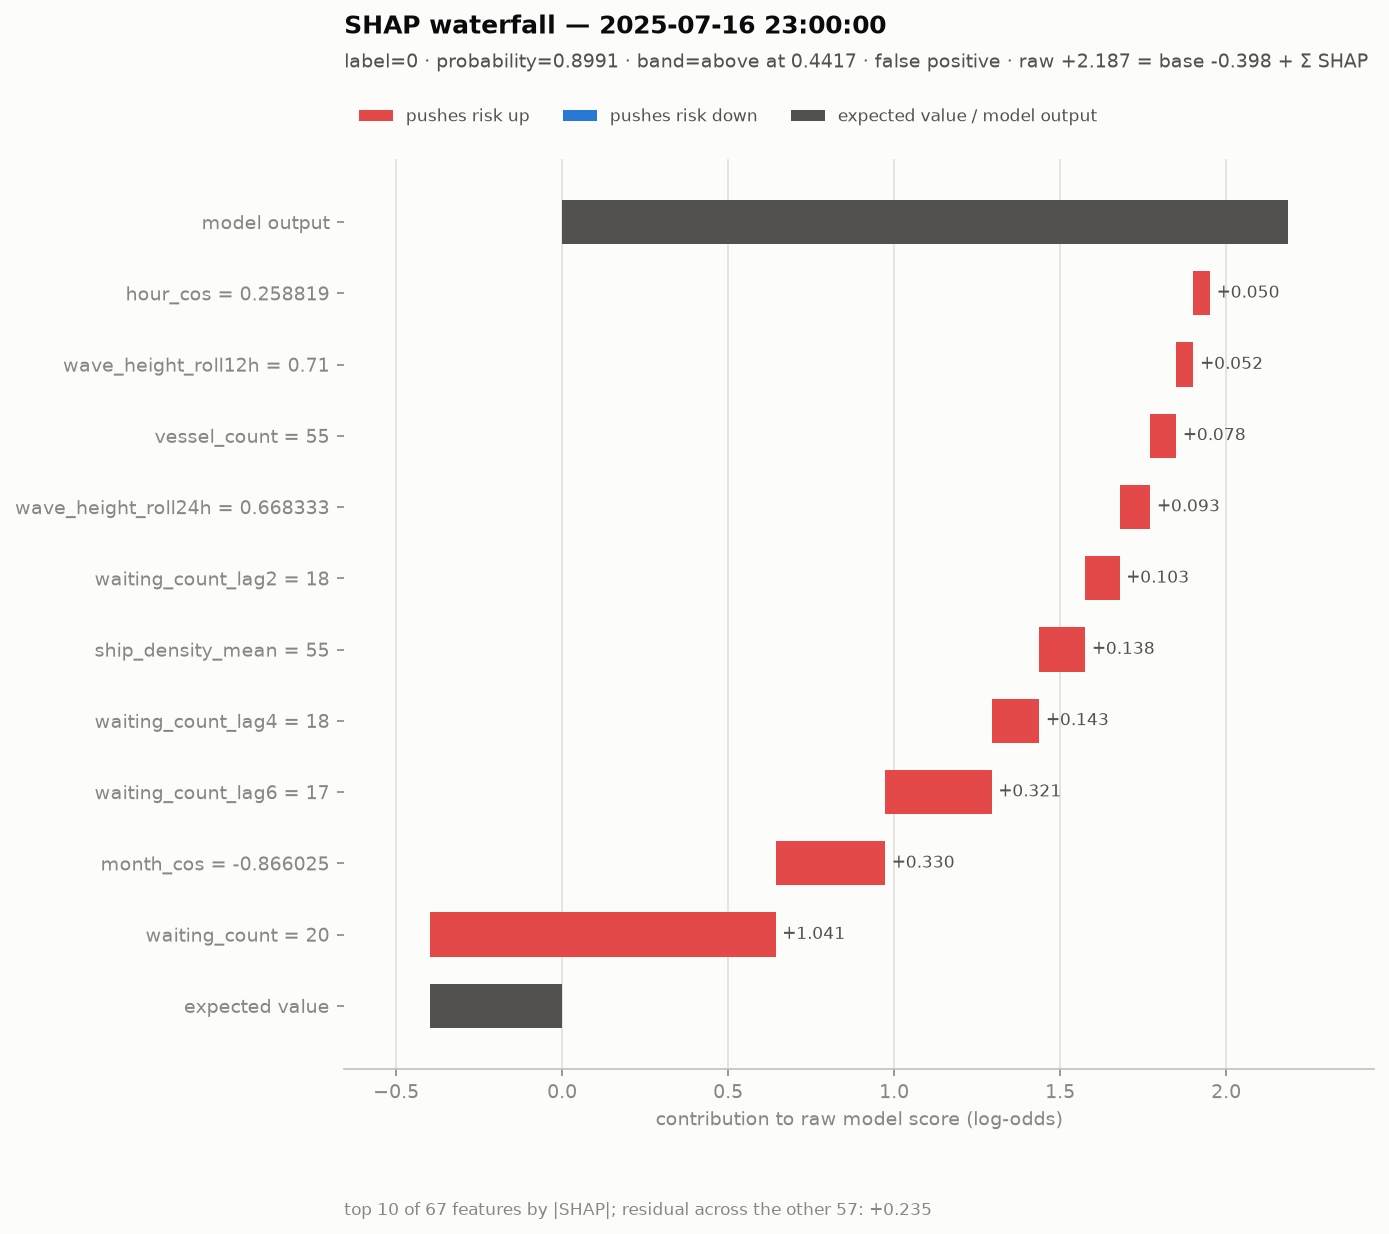 SHAP waterfall — 2025-07-16 23:00:00
label=0 · probability=0.8991 · band=above at 0.4417 · false positive · raw +2.187 = base -0.398 + Σ SHAP
pushes risk up pushes risk down expected value / model output
model output
hour_cos = 0.258819 +0.050
wave_height_roll12h = 0.71 +0.052
vessel_count = 55 +0.078
wave_height_roll24h = 0.668333 +0.093
waiting_count_lag2 = 18 +0.103
ship_density_mean = 55 +0.138
waiting_count_lag4 = 18 +0.143
waiting_count_lag6 = 17 +0.321
month_cos = -0.866025 +0.330
waiting_count = 20 +1.041
expected value
−0.5 0.0 0.5 1.0 1.5 2.0
contribution to raw model score (log-odds)
top 10 of 67 features by |SHAP|; residual across the other 57: +0.235